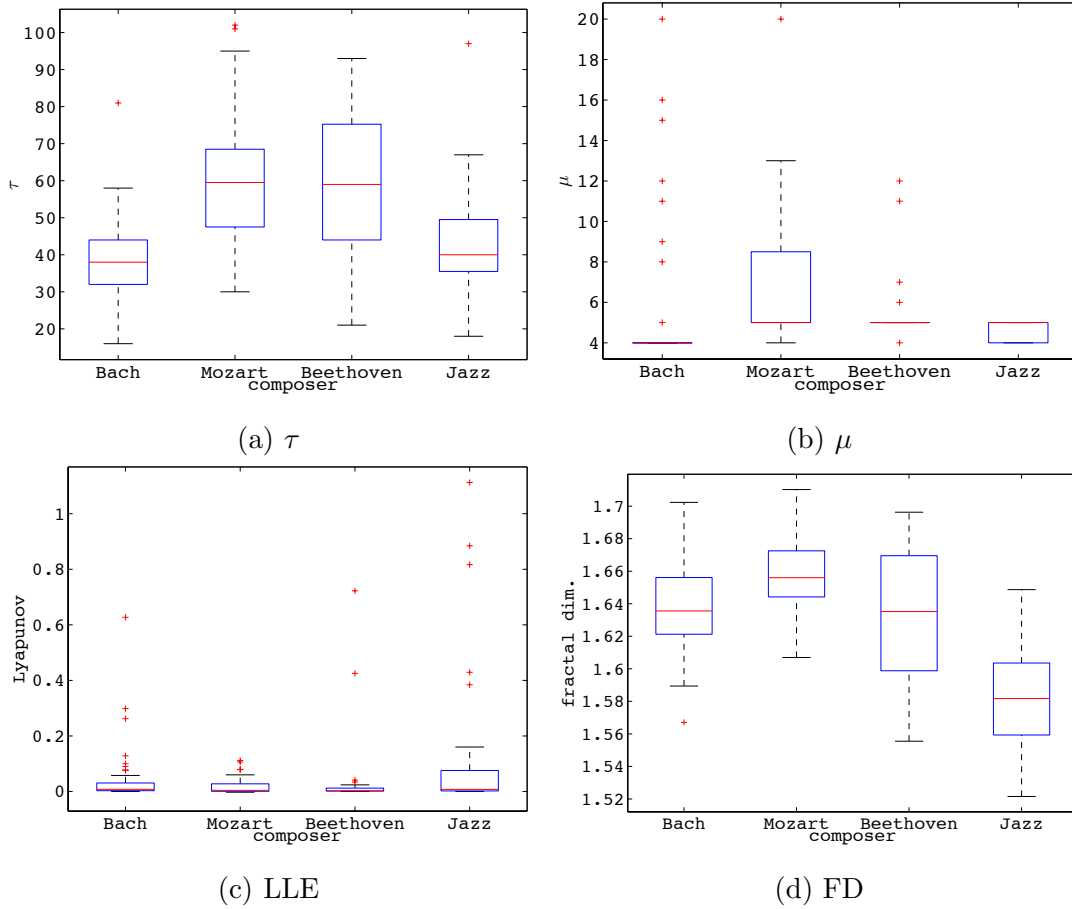 100
90
80
70
60
50
40
30
20
τ
Bach Mozart Beethoven Jazz
composer
(a) τ
20
18
16
14
12
10
8
6
4
μ
Bach Mozart Beethoven Jazz
composer
(b) μ
1
0.8
0.6
0.4
0.2
0
Lyapunov
Bach Mozart Beethoven Jazz
composer
(c) LLE
1.7
1.68
1.66
1.64
1.62
1.6
1.58
1.56
1.54
1.52
fractal dim.
Bach Mozart Beethoven Jazz
composer
(d) FD